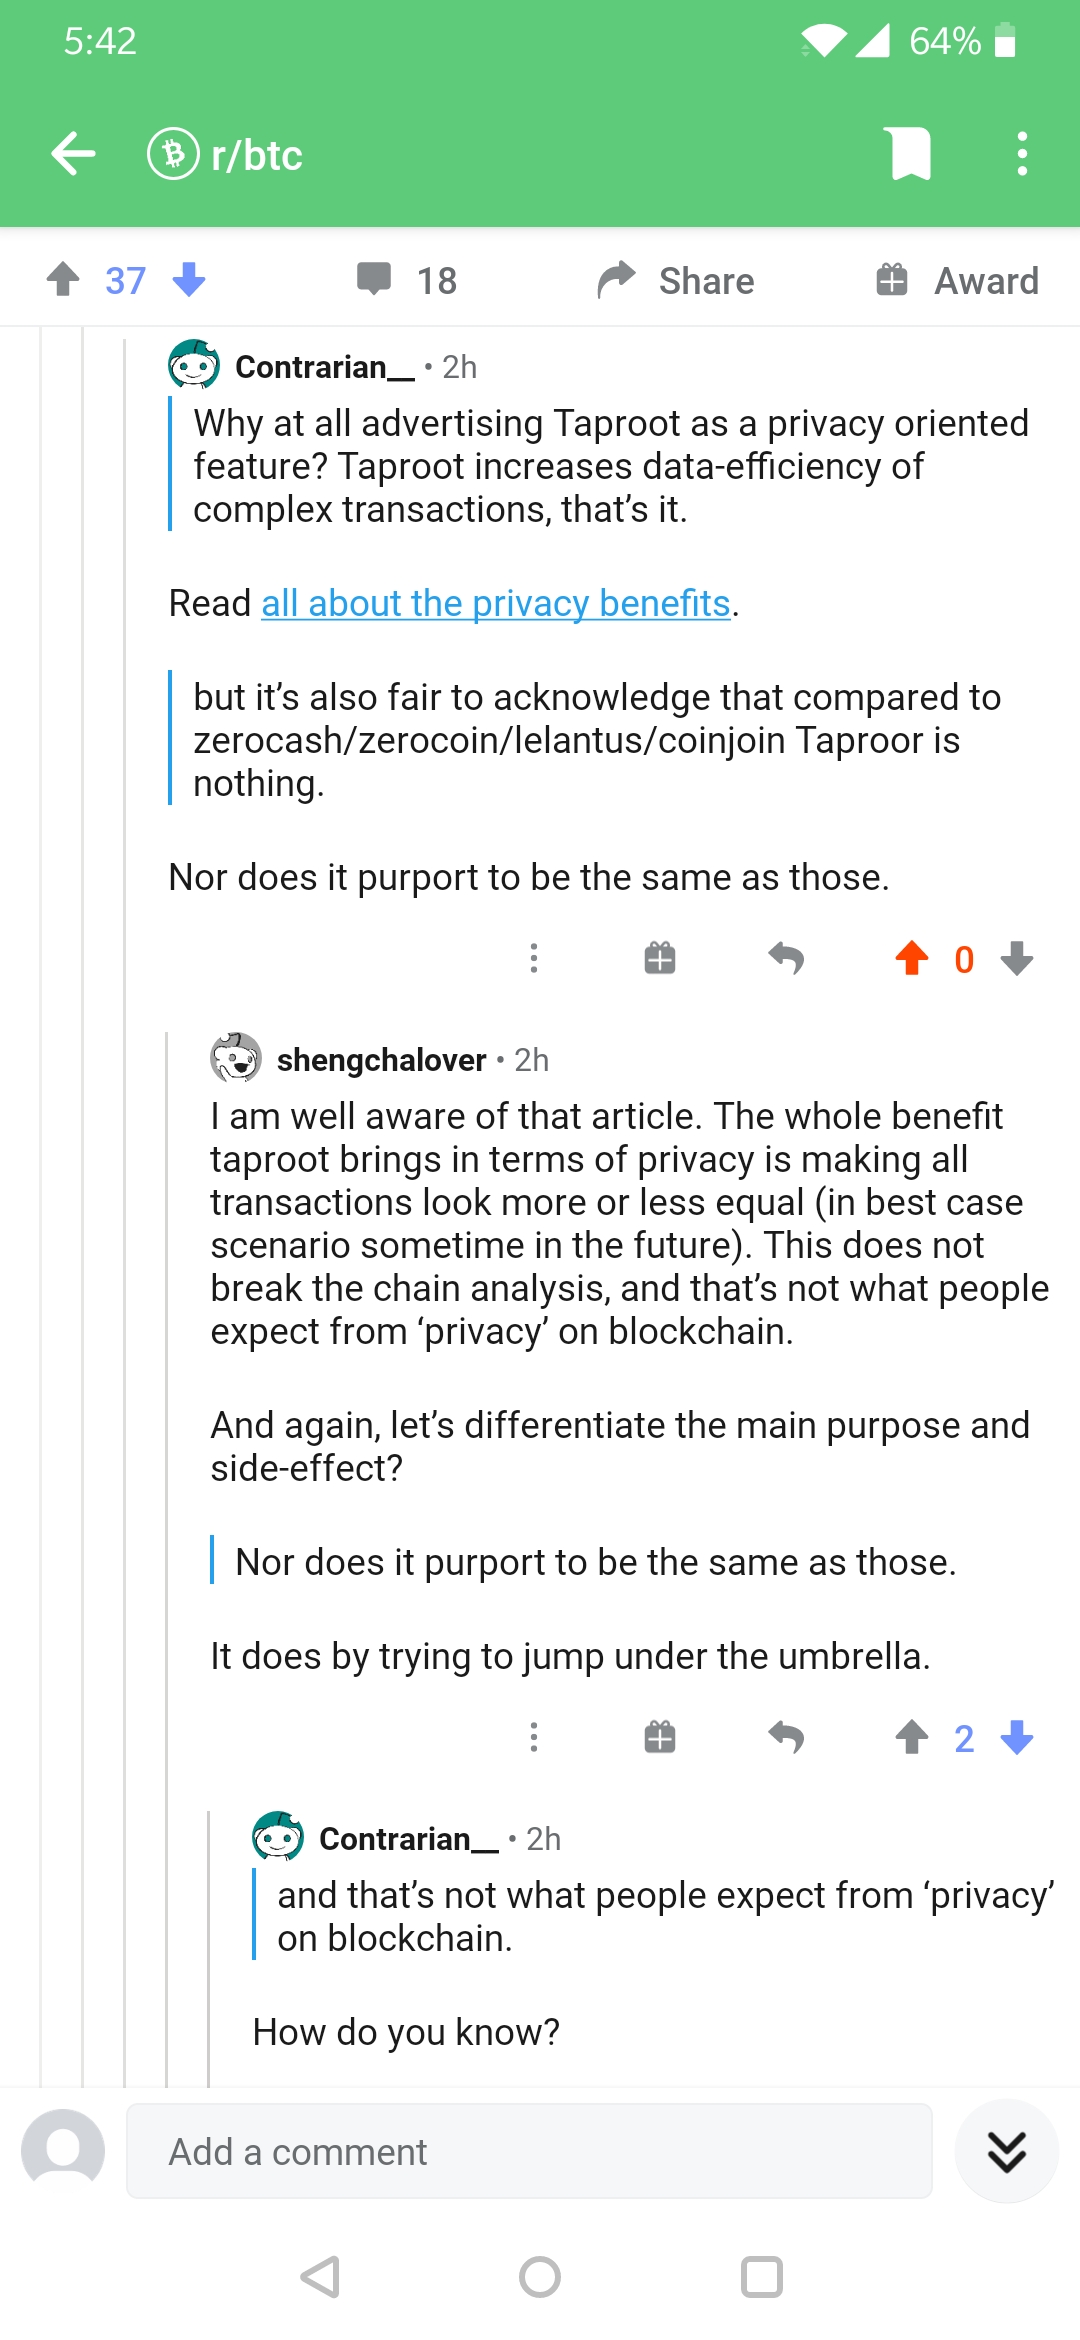 5:42
64%
r/btc
37
18
Share
Award
Contrarian__ • 2h
Why at all advertising Taproot as a privacy oriented
feature? Taproot increases data-efficiency of
complex transactions, that’s it.
Read all about the privacy benefits.
but it’s also fair to acknowledge that compared to
zerocash/zerocoin/lelantus/coinjoin Taproor is
nothing.
Nor does it purport to be the same as those.
0
shengchalover • 2h
I am well aware of that article. The whole benefit
taproot brings in terms of privacy is making all
transactions look more or less equal (in best case
scenario sometime in the future). This does not
break the chain analysis, and that’s not what people
expect from ‘privacy’ on blockchain.
And again, let’s differentiate the main purpose and
side-effect?
Nor does it purport to be the same as those.
It does by trying to jump under the umbrella.
2
Contrarian__ • 2h
and that’s not what people expect from ‘privacy’
on blockchain.
How do you know?
Add a comment